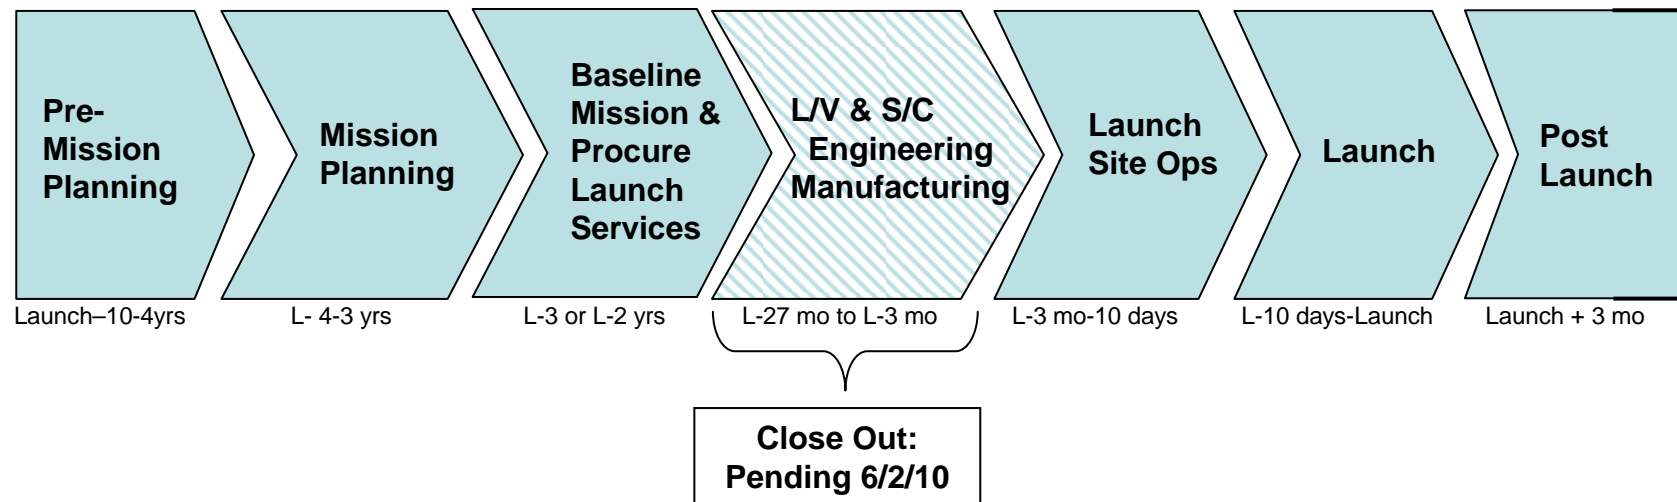 Pre-
Mission
Planning
Mission
Planning
Baseline
Mission &
Procure
Launch
Services
L/V & S/C
Engineering
Manufacturing
Launch
Site Ops
Launch
Post
Launch
Launch–10-4yrs
L- 4-3 yrs
L-3 or L-2 yrs
L-27 mo to L-3 mo
L-3 mo-10 days
L-10 days-Launch
Launch + 3 mo
Close Out:
Pending 6/2/10